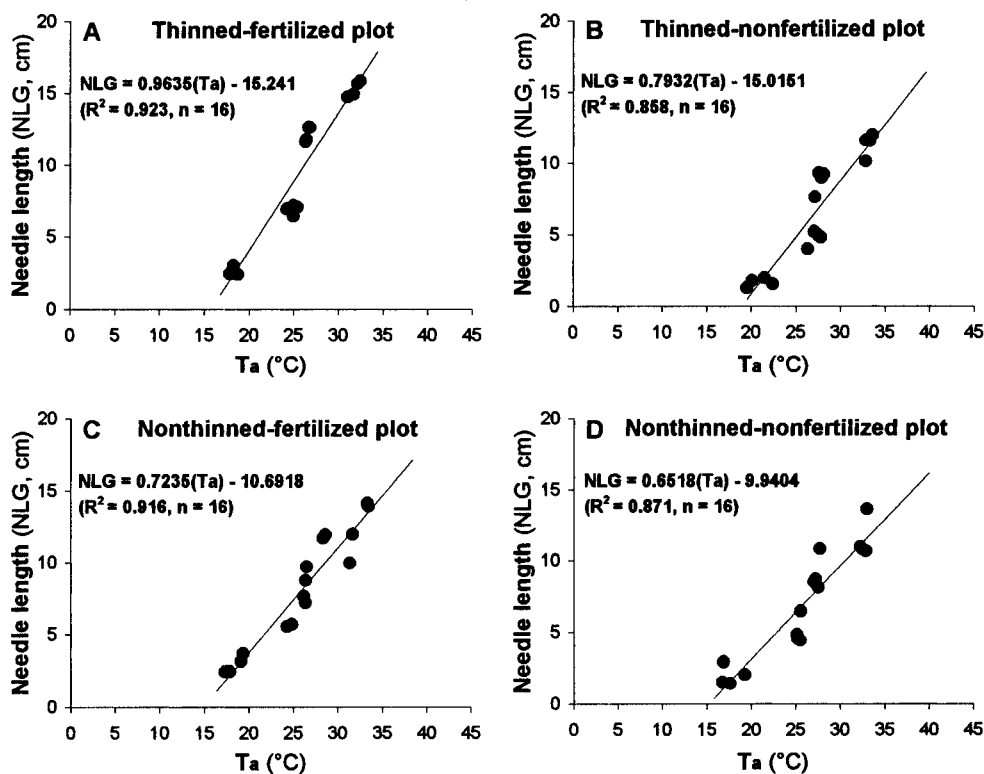 A Thinned-fertilized plot
NLG = 0.9635(Ta) - 15.241
(R² = 0.923, n = 16)
Needle length (NLG, cm)
20
15
10
5
0
0 5 10 15 20 25 30 35 40 45
Ta (°C)
B Thinned-nonfertilized plot
NLG = 0.7932(Ta) - 15.0151
(R² = 0.858, n = 16)
Needle length (NLG, cm)
20
15
10
5
0
0 5 10 15 20 25 30 35 40 45
Ta (°C)
C Nonthinned-fertilized plot
NLG = 0.7235(Ta) - 10.6918
(R² = 0.916, n = 16)
Needle length (NLG, cm)
20
15
10
5
0
0 5 10 15 20 25 30 35 40 45
Ta (°C)
D Nonthinned-nonfertilized plot
NLG = 0.6518(Ta) - 9.9404
(R² = 0.871, n = 16)
Needle length (NLG, cm)
20
15
10
5
0
0 5 10 15 20 25 30 35 40 45
Ta (°C)